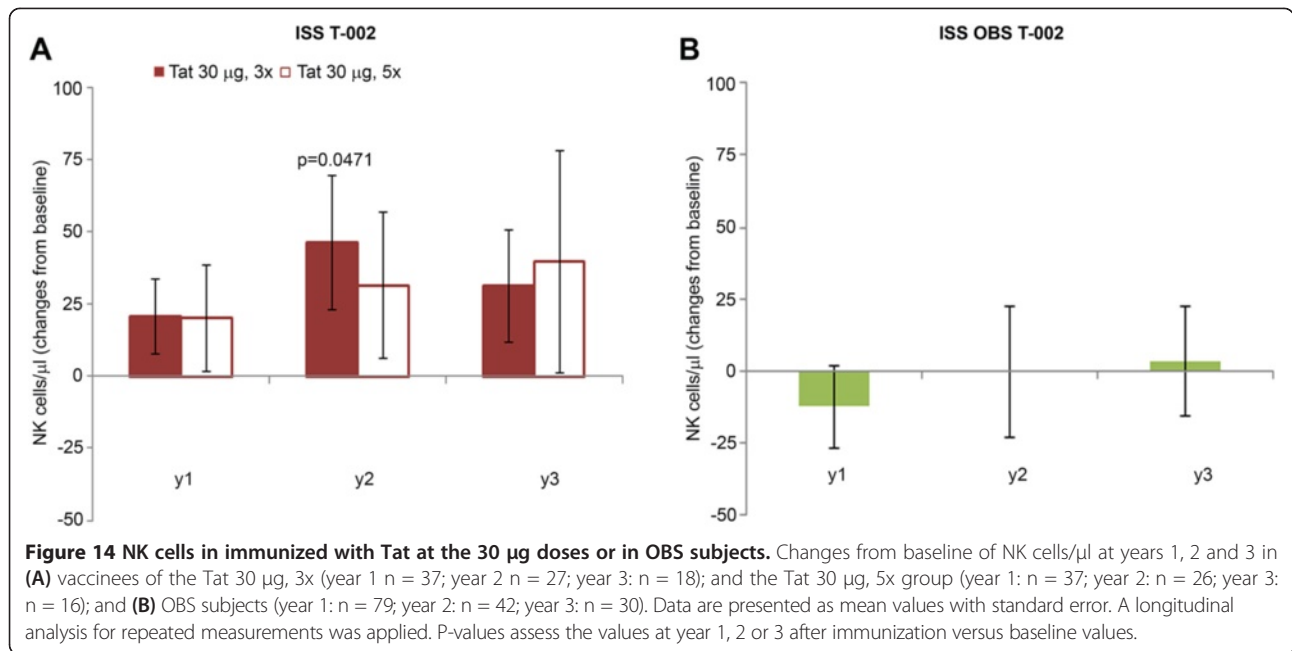 ISS T-002
ISS OBS T-002
A
B
Tat 30 µg, 3x Tat 30 µg, 5x
NK cells/µl (changes from baseline)
100
75
50
25
0
-25
-50
p=0.0471
y1 y2 y3
NK cells/µl (changes from baseline)
100
75
50
25
0
-25
-50
y1 y2 y3
Figure 14 NK cells in immunized with Tat at the 30 µg doses or in OBS subjects. Changes from baseline of NK cells/µl at years 1, 2 and 3 in
(A) vaccinees of the Tat 30 µg, 3x (year 1 n = 37; year 2 n = 27; year 3: n = 18); and the Tat 30 µg, 5x group (year 1: n = 37; year 2: n = 26; year 3:
n = 16); and (B) OBS subjects (year 1: n = 79; year 2: n = 42; year 3: n = 30). Data are presented as mean values with standard error. A longitudinal
analysis for repeated measurements was applied. P-values assess the values at year 1, 2 or 3 after immunization versus baseline values.